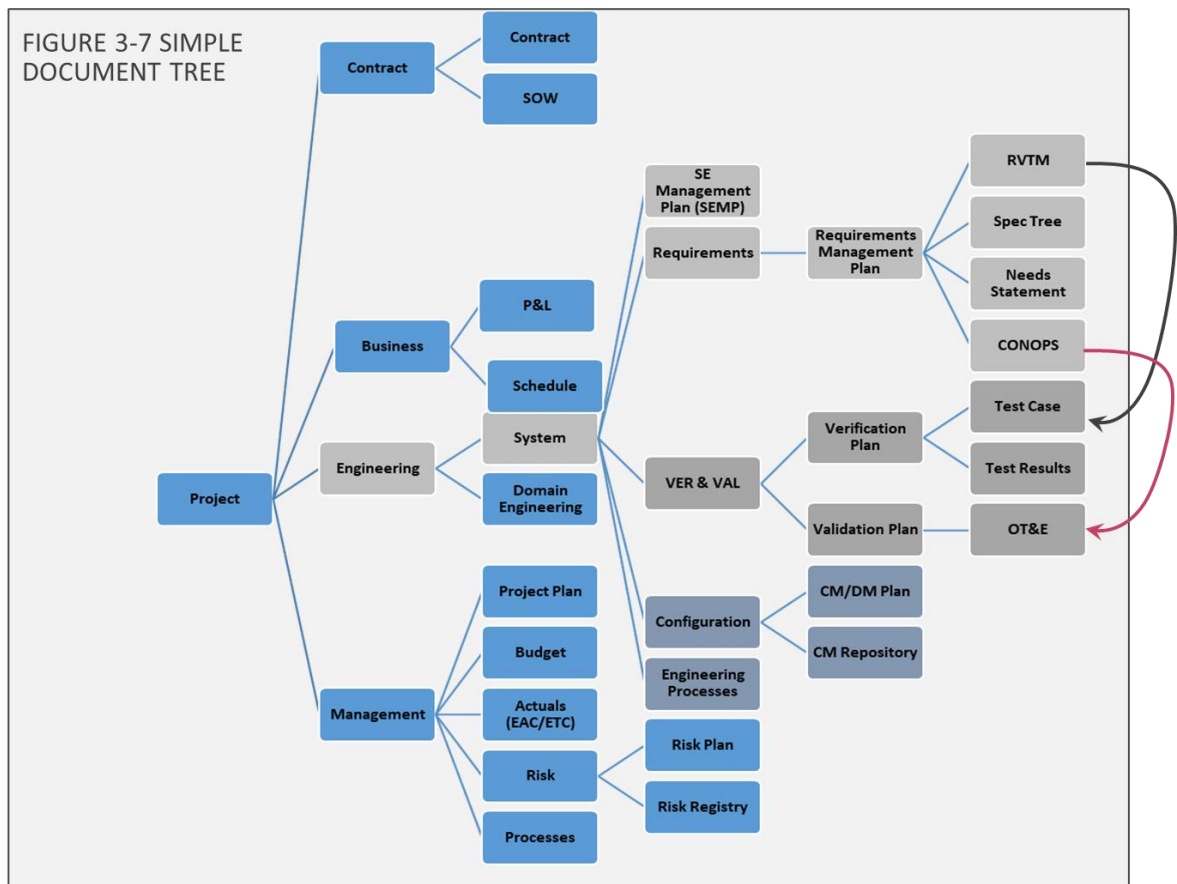 FIGURE 3-7 SIMPLE
DOCUMENT TREE
Contract
Contract
SOW
Project
Business
P&L
Schedule
Engineering
System
Domain
Engineering
SE
Management
Plan (SEMP)
Requirements
Requirements
Management
Plan
RVTM
Spec Tree
Needs
Statement
CONOPS
VER & VAL
Verification
Plan
Test Case
Test Results
Validation Plan
OT&E
Configuration
CM/DM Plan
CM Repository
Engineering
Processes
Management
Project Plan
Budget
Actuals
(EAC/ETC)
Risk
Risk Plan
Risk Registry
Processes